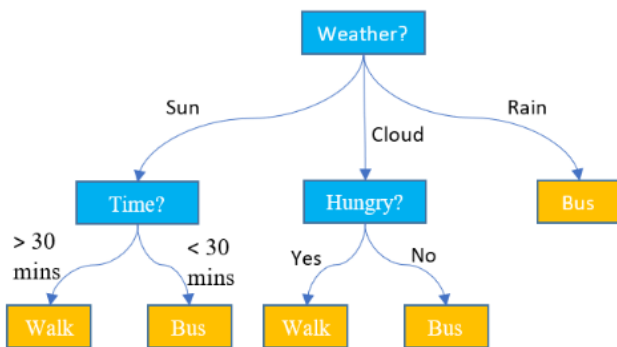 Weather?
Sun
Cloud
Rain
Time?
Hungry?
Bus
> 30
mins
< 30
mins
Yes
No
Walk
Bus
Walk
Bus